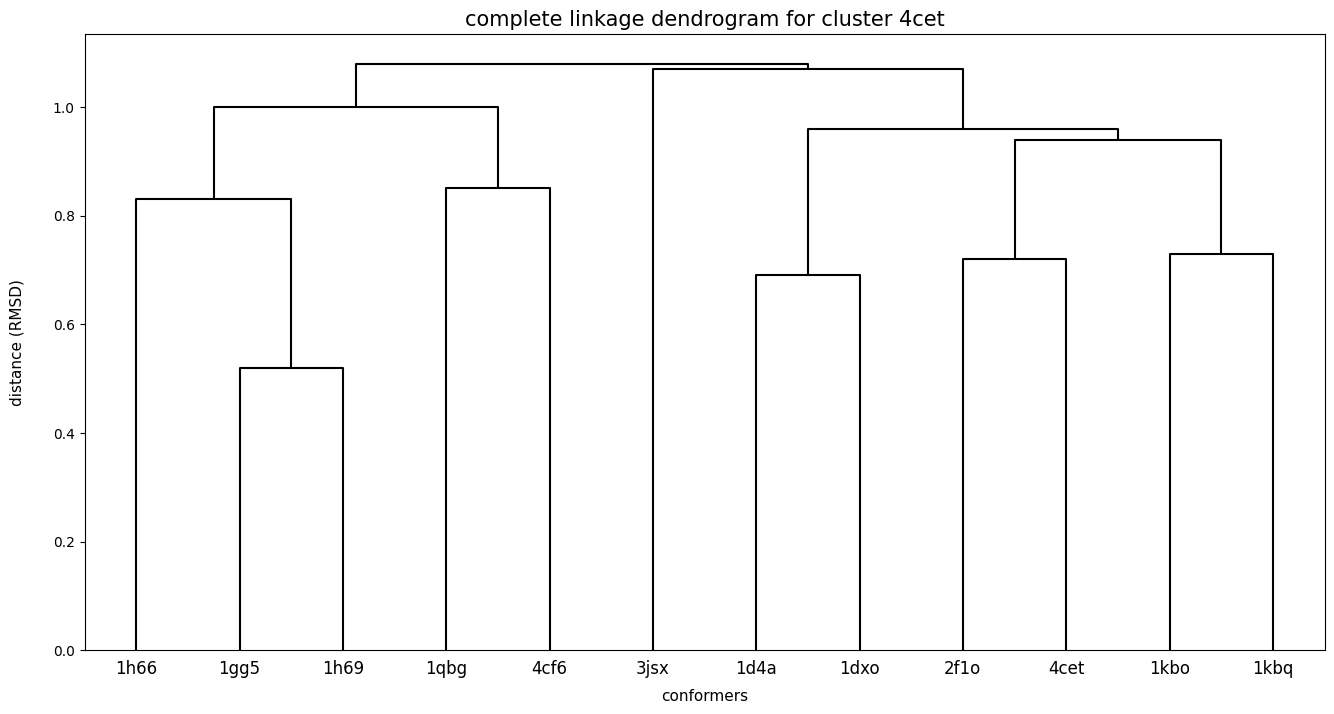 complete linkage dendrogram for cluster 4cet
distance (RMSD)
1.0
0.8
0.6
0.4
0.2
0.0
1h66 1gg5 1h69 1qbg 4cf6 3jsx 1d4a 1dxo 2f1o 4cet 1kbo 1kbq
conformers